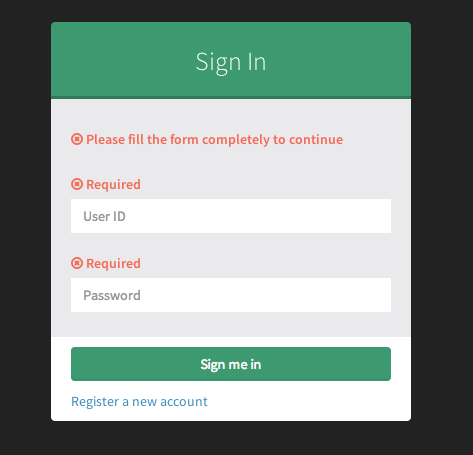 Sign In
Please fill the form completely to continue
Required
User ID
Required
Password
Sign me in
Register a new account